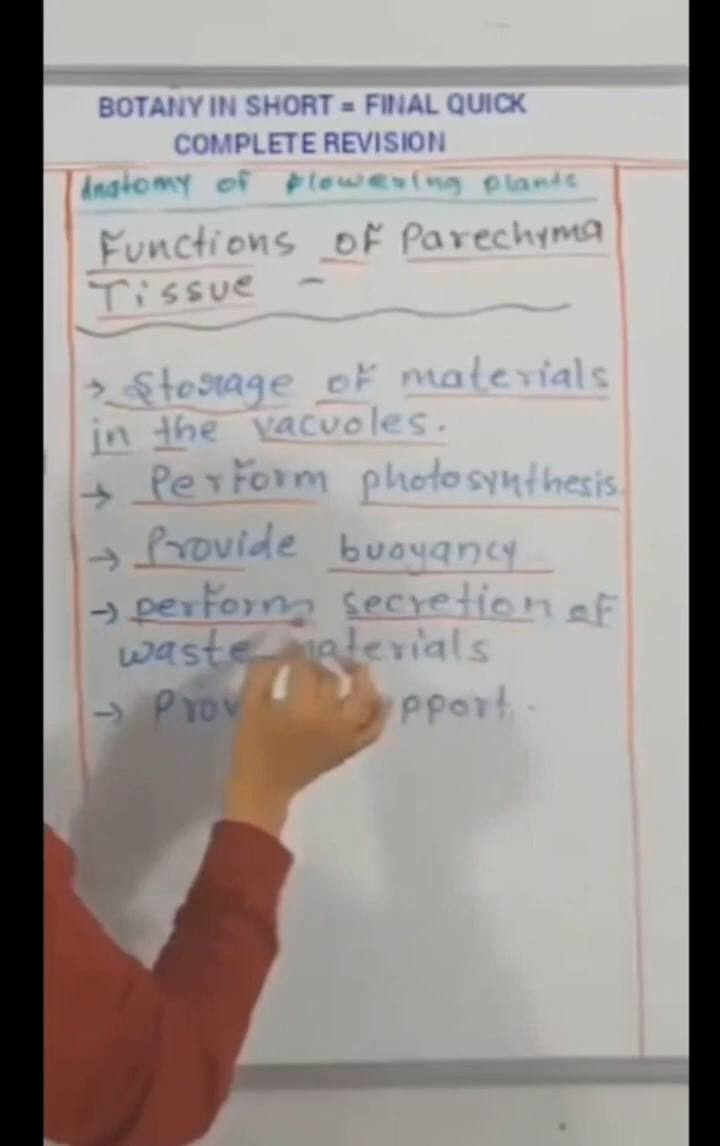 BOTANY IN SHORT = FINAL QUICK
COMPLETE REVISION
Anatomy of Flowering plants
Functions of Parechyma
Tissue -
→ Storage of materials
in the vacuoles.
→ Perform photosynthesis.
→ Provide buoyancy
→ perform secretion of
waste materials
→